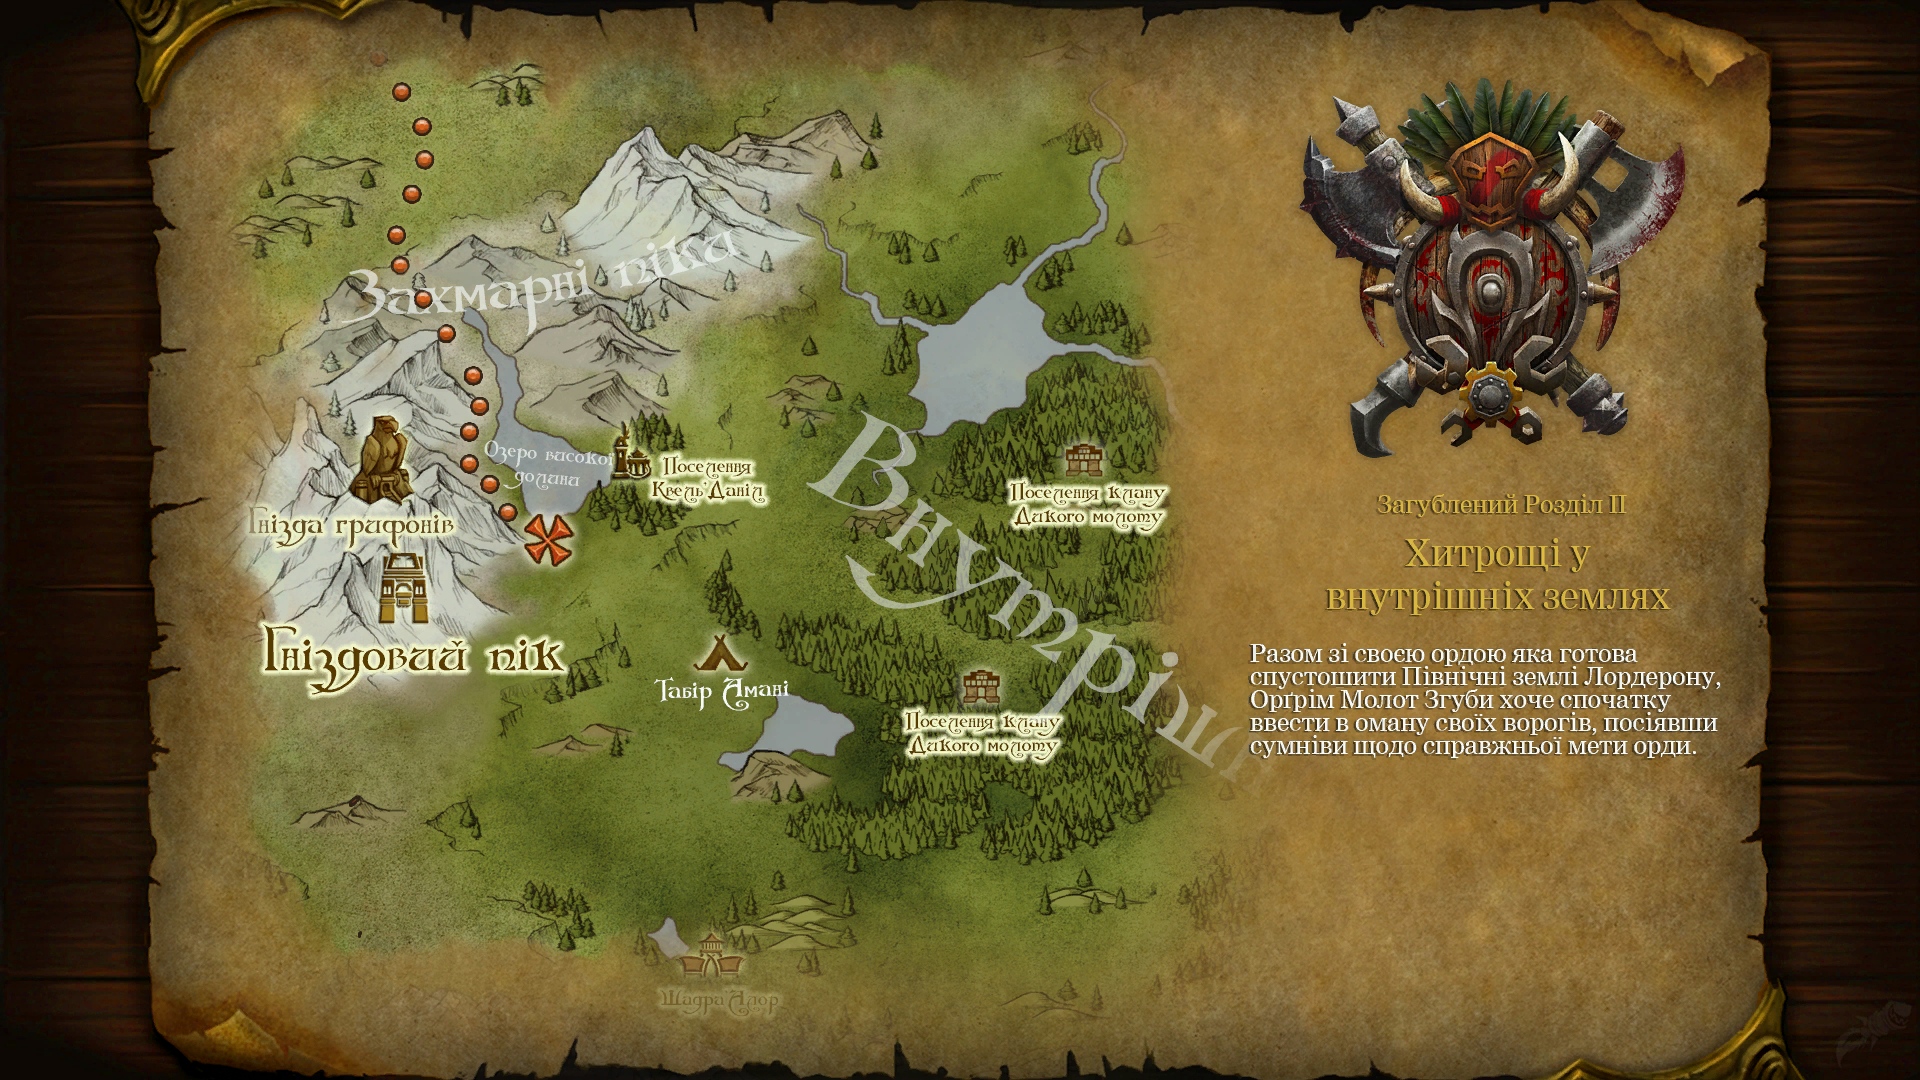 Захмарні піки
Озеро високої
долини
Поселення
Квель'Даніл
Гнізда грифонів
Гніздовий пік
Поселення клану
Дикого молоту
Табір Амані
Поселення клану
Дикого молоту
Внутріш
Шадра'Алор
Загублений Розділ II
Хитрощі у
внутрішніх землях
Разом зі своєю ордою яка готова
спустошити Північні землі Лордерону,
Орґрім Молот Згуби хоче спочатку
ввести в оману своїх ворогів, посіявши
сумніви щодо справжньої мети орди.